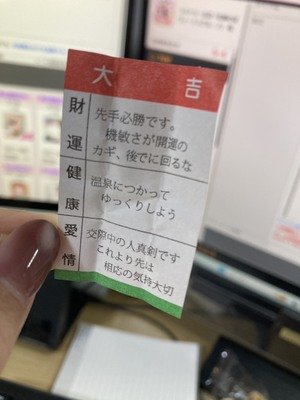 大吉
財運
先手必勝です。
機敏さが開運の
カギ、後でに回るな
健康
温泉につかって
ゆっくりしよう
愛情
交際中の人真剣です
これより先は
相応の気持大切